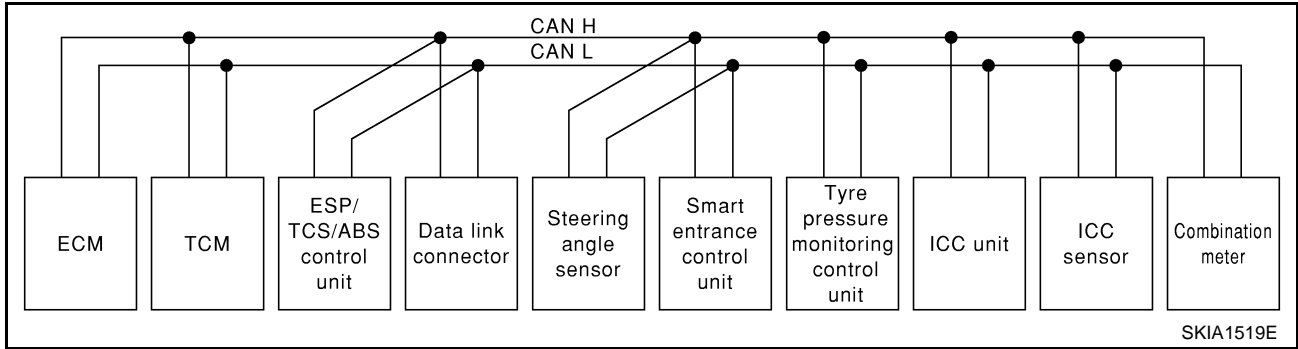 CAN H
CAN L
ECM
TCM
ESP/
TCS/ABS
control
unit
Data link
connector
Steering
angle
sensor
Smart
entrance
control
unit
Tyre
pressure
monitoring
control
unit
ICC unit
ICC
sensor
Combination
meter
SKIA1519E